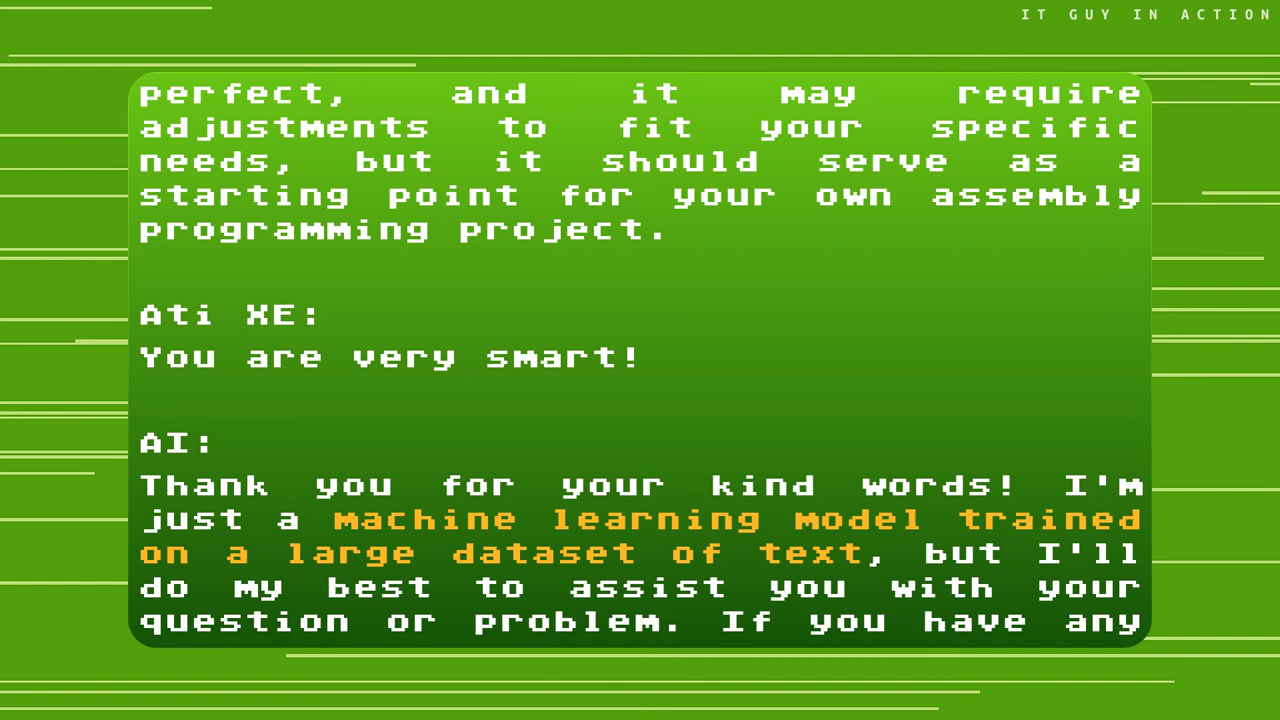 IT GUY IN ACTION
perfect, and it may require
adjustments to fit your specific
needs, but it should serve as a
starting point for your own assembly
programming project.
Ati XE:
You are very smart!
AI:
Thank you for your kind words! I'm
just a machine learning model trained
on a large dataset of text, but I'll
do my best to assist you with your
question or problem. If you have any